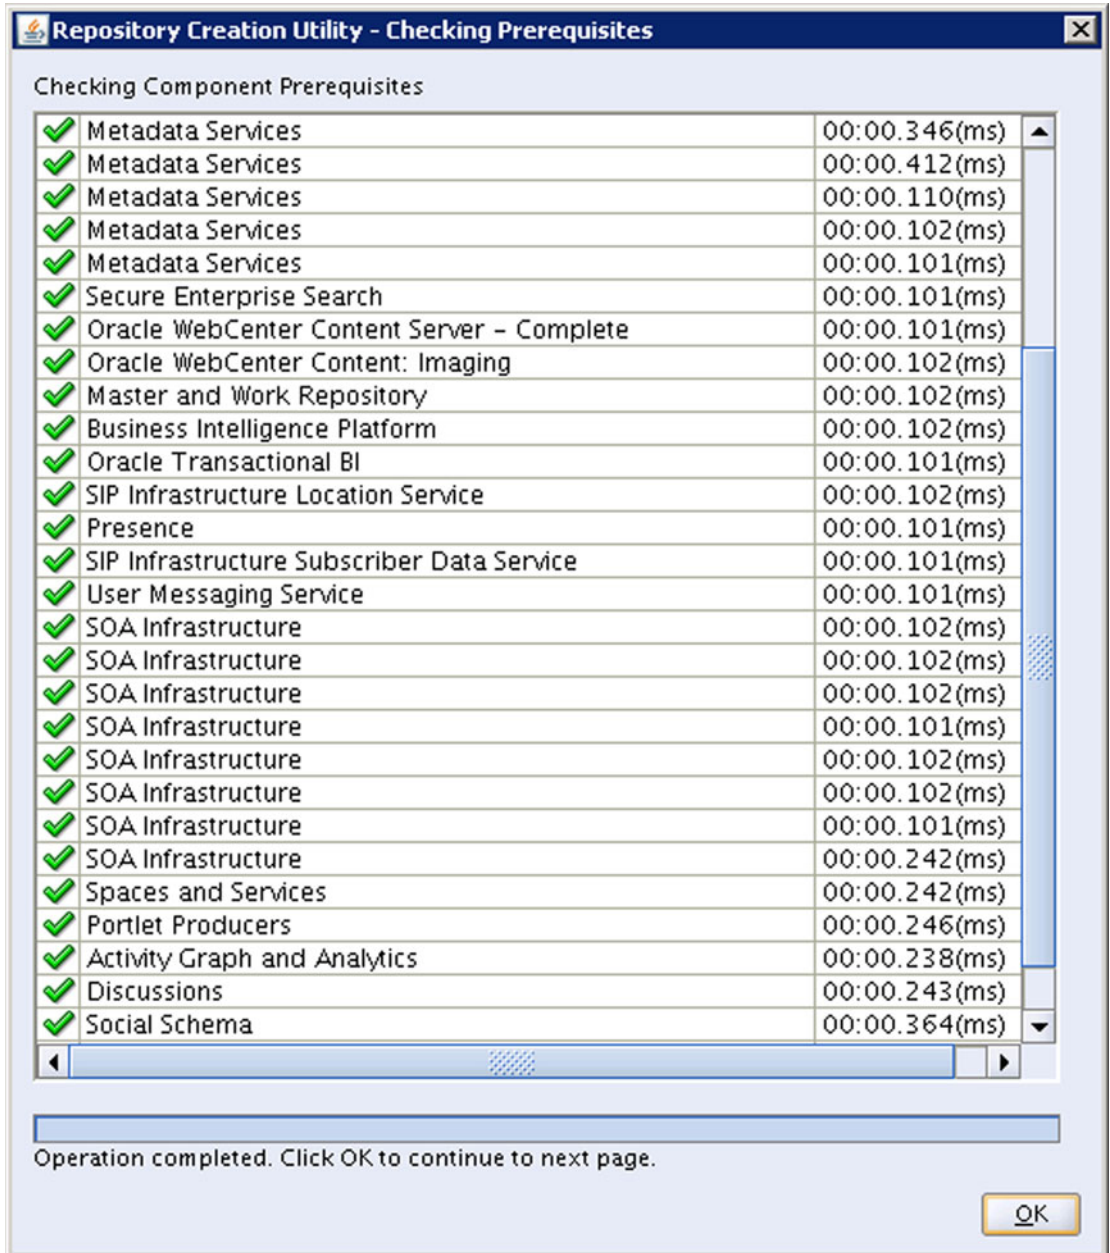 Repository Creation Utility - Checking Prerequisites
Checking Component Prerequisites
Metadata Services 00:00.346(ms)
Metadata Services 00:00.412(ms)
Metadata Services 00:00.110(ms)
Metadata Services 00:00.102(ms)
Metadata Services 00:00.101(ms)
Secure Enterprise Search 00:00.101(ms)
Oracle WebCenter Content Server – Complete 00:00.101(ms)
Oracle WebCenter Content: Imaging 00:00.102(ms)
Master and Work Repository 00:00.102(ms)
Business Intelligence Platform 00:00.102(ms)
Oracle Transactional BI 00:00.101(ms)
SIP Infrastructure Location Service 00:00.102(ms)
Presence 00:00.101(ms)
SIP Infrastructure Subscriber Data Service 00:00.101(ms)
User Messaging Service 00:00.101(ms)
SOA Infrastructure 00:00.102(ms)
SOA Infrastructure 00:00.102(ms)
SOA Infrastructure 00:00.102(ms)
SOA Infrastructure 00:00.101(ms)
SOA Infrastructure 00:00.102(ms)
SOA Infrastructure 00:00.102(ms)
SOA Infrastructure 00:00.101(ms)
SOA Infrastructure 00:00.242(ms)
Spaces and Services 00:00.242(ms)
Portlet Producers 00:00.246(ms)
Activity Graph and Analytics 00:00.238(ms)
Discussions 00:00.243(ms)
Social Schema 00:00.364(ms)
Operation completed. Click OK to continue to next page.
OK